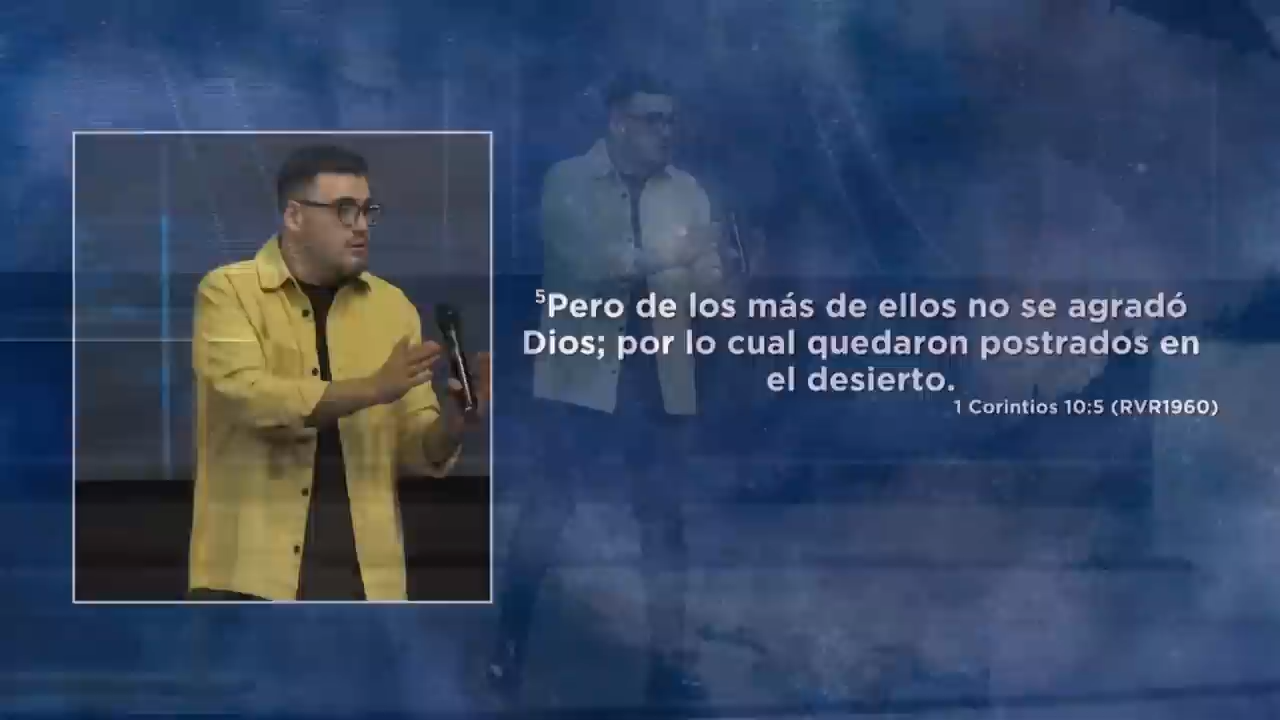 ⁵Pero de los más de ellos no se agradó
Dios; por lo cual quedaron postrados en
el desierto.
1 Corintios 10:5 (RVR1960)